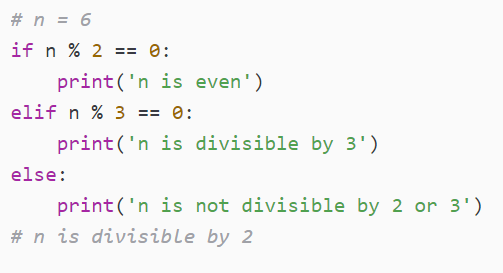 # n = 6
if n % 2 == 0:
    print('n is even')
elif n % 3 == 0:
    print('n is divisible by 3')
else:
    print('n is not divisible by 2 or 3')
# n is divisible by 2